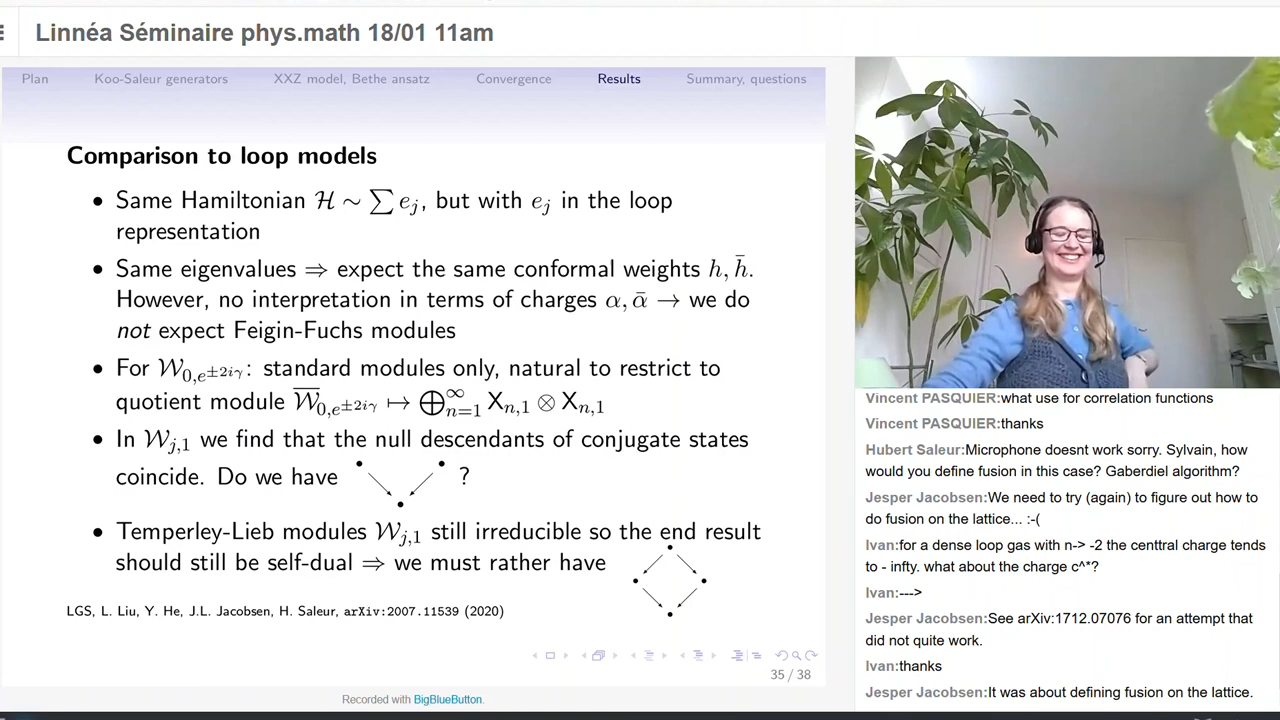 Linnéa Séminaire phys.math 18/01 11am
Plan Koo-Saleur generators XXZ model, Bethe ansatz Convergence Results Summary, questions
Comparison to loop models
• Same Hamiltonian ℋ ∼ ∑ e_j, but with e_j in the loop
representation
• Same eigenvalues ⇒ expect the same conformal weights h, h̄.
However, no interpretation in terms of charges α, ᾱ → we do
not expect Feigin-Fuchs modules
• For 𝒲_{0,e^{±2iγ}}: standard modules only, natural to restrict to
quotient module \overline{𝒲}_{0,e^{±2iγ}} ↦ ⊕_{n=1}^{∞} X_{n,1} ⊗ X_{n,1}
• In 𝒲_{j,1} we find that the null descendants of conjugate states
coincide. Do we have ?
• Temperley-Lieb modules 𝒲_{j,1} still irreducible so the end result
should still be self-dual ⇒ we must rather have
LGS, L. Liu, Y. He, J.L. Jacobsen, H. Saleur, arXiv:2007.11539 (2020)
35 / 38
Recorded with BigBlueButton.
Vincent PASQUIER:what use for correlation functions
Vincent PASQUIER:thanks
Hubert Saleur:Microphone doesnt work sorry. Sylvain, how
would you define fusion in this case? Gaberdiel algorithm?
Jesper Jacobsen:We need to try (again) to figure out how to
do fusion on the lattice... :-(
Ivan:for a dense loop gas with n-> -2 the centtral charge tends
to - infty. what about the charge c^*?
Ivan:--->
Jesper Jacobsen:See arXiv:1712.07076 for an attempt that
did not quite work.
Ivan:thanks
Jesper Jacobsen:It was about defining fusion on the lattice.